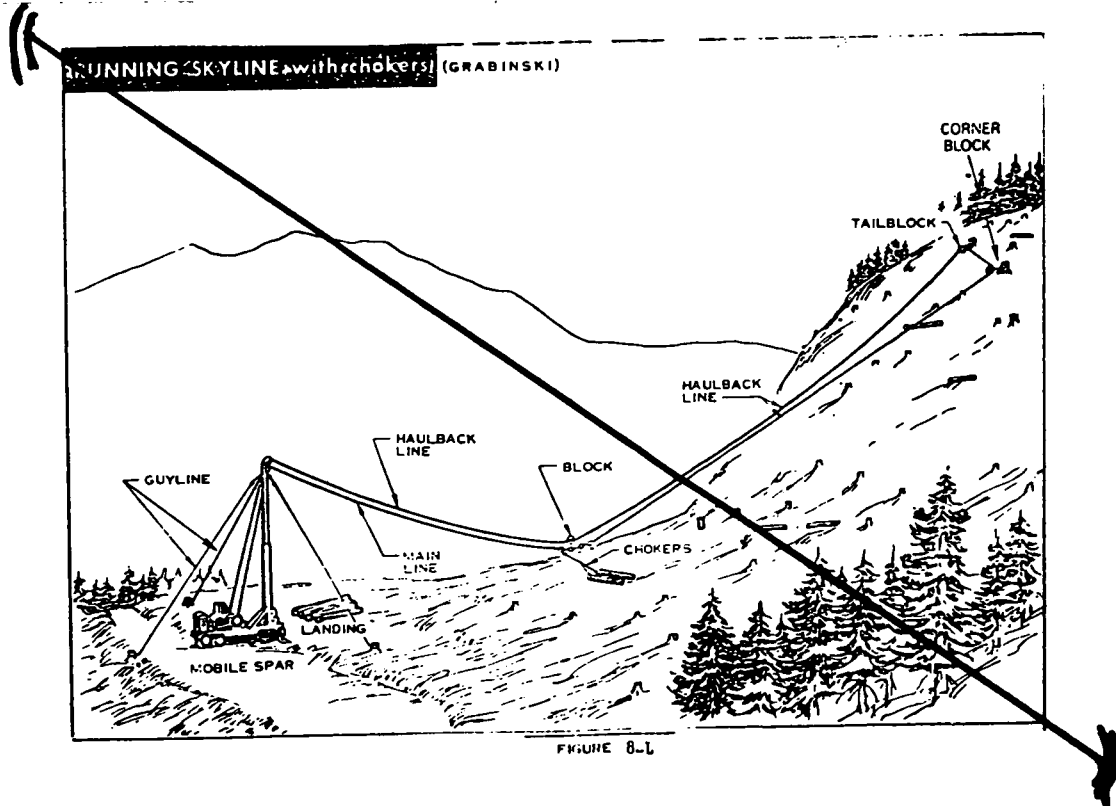 RUNNING SKYLINE with chokers (GRABINSKI)
CORNER
BLOCK
TAILBLOCK
HAULBACK
LINE
HAULBACK
LINE
GUYLINE
BLOCK
MAIN
LINE
CHOKERS
LANDING
MOBILE SPAR
FIGURE 8-L